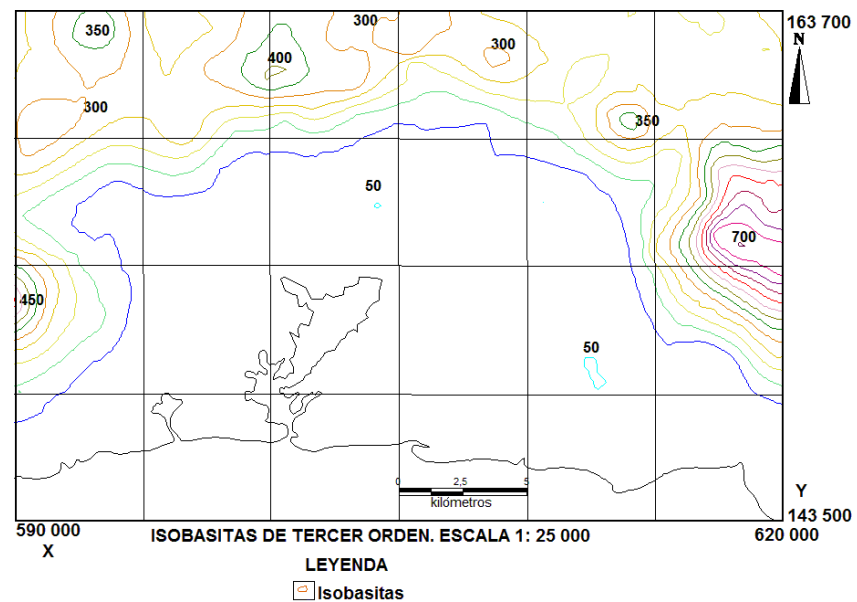 163 700
N
350
300
300
400
300
350
50
700
450
50
0 2,5 5
kilómetros
Y
590 000
X
ISOBASITAS DE TERCER ORDEN. ESCALA 1: 25 000
620 000
143 500
LEYENDA
Isobasitas